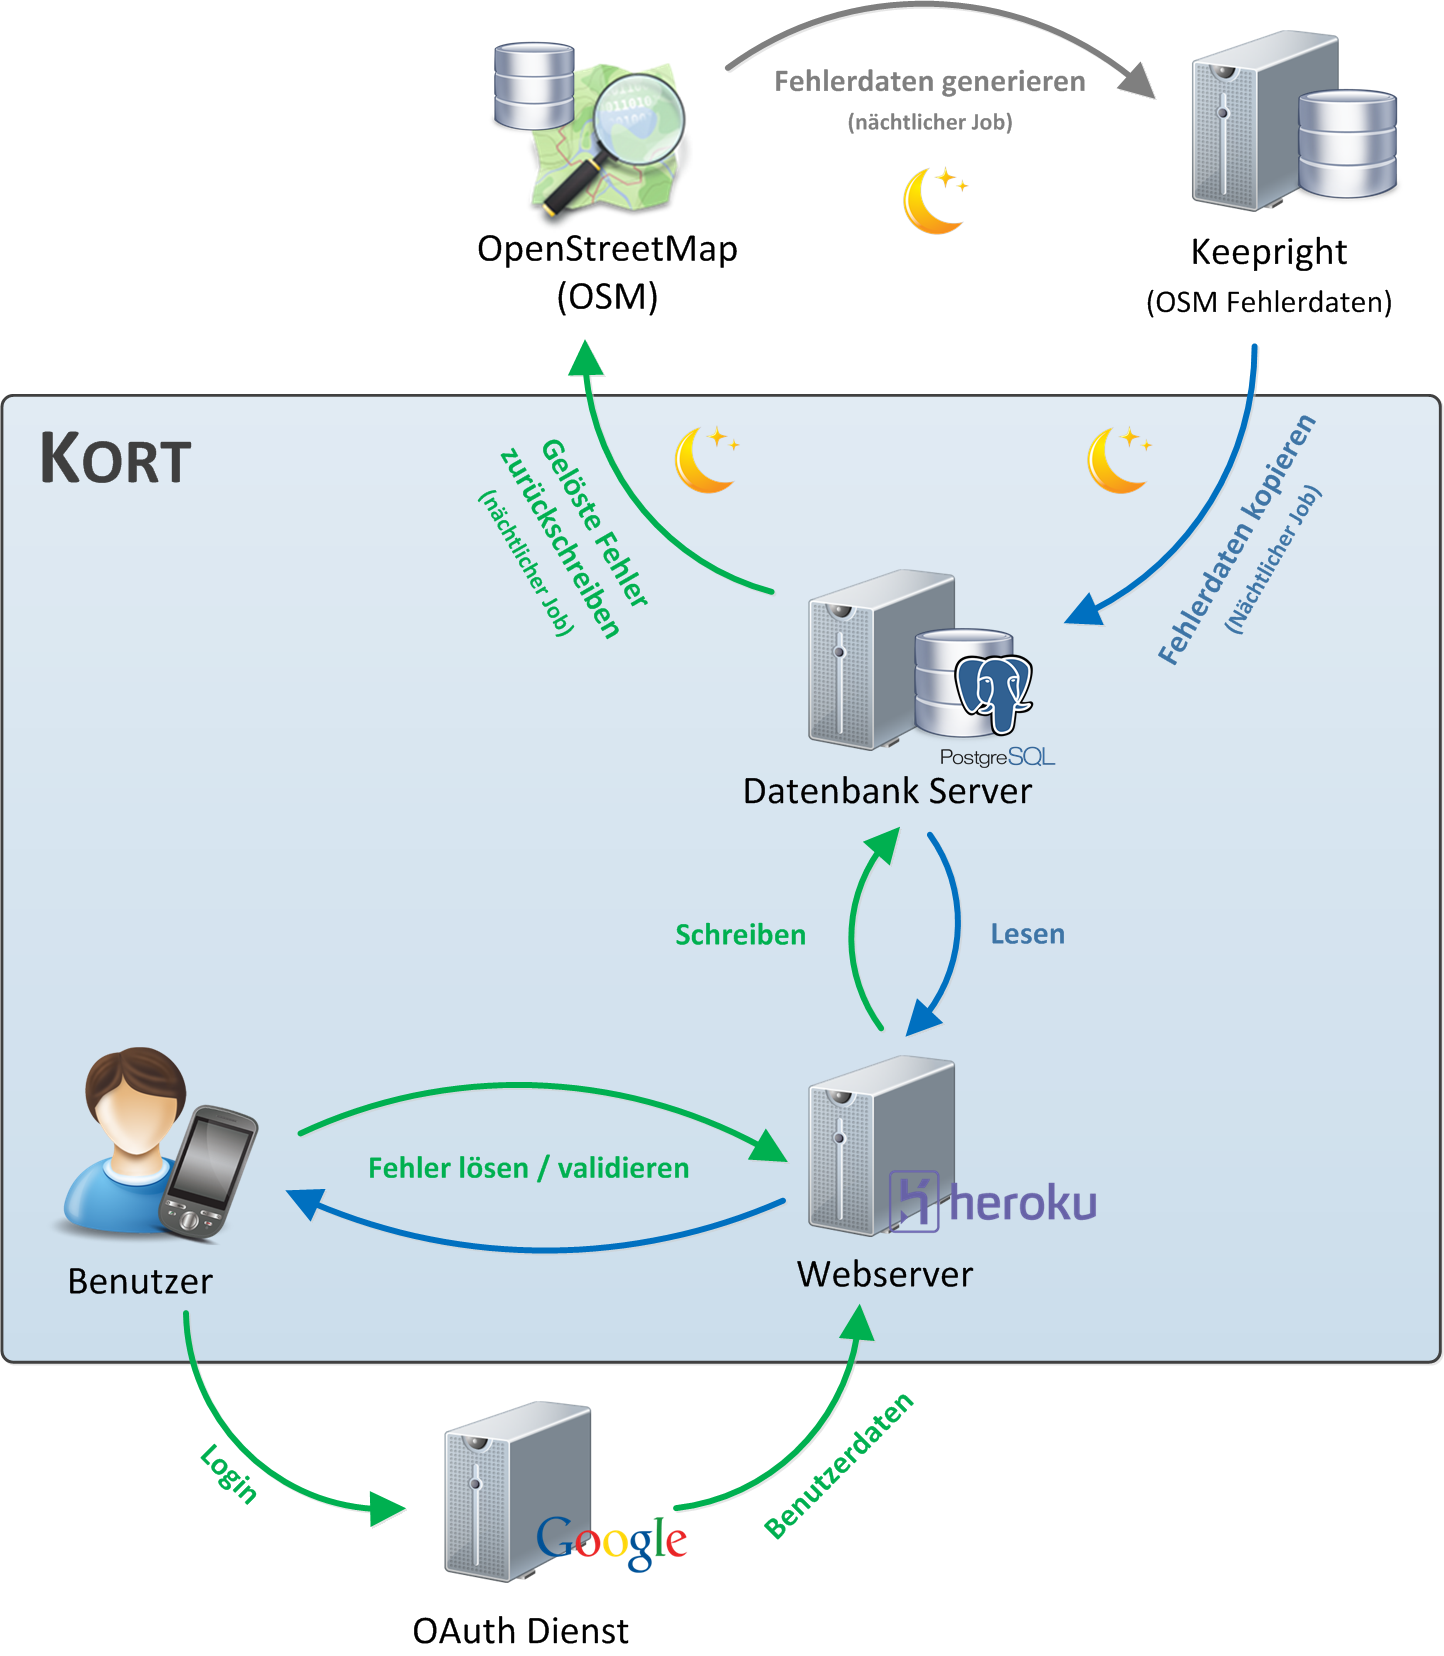 Fehlerdaten generieren
(nächtlicher Job)
011010
OpenStreetMap
(OSM)
Keepright
(OSM Fehlerdaten)
KORT
Gelöste Fehler
zurückschreiben
(nächtlicher Job)
Fehlerdaten kopieren
(Nächtlicher Job)
PostgreSQL
Datenbank Server
Schreiben
Lesen
Fehler lösen / validieren
heroku
Benutzer
Webserver
Login
Benutzerdaten
Google
OAuth Dienst